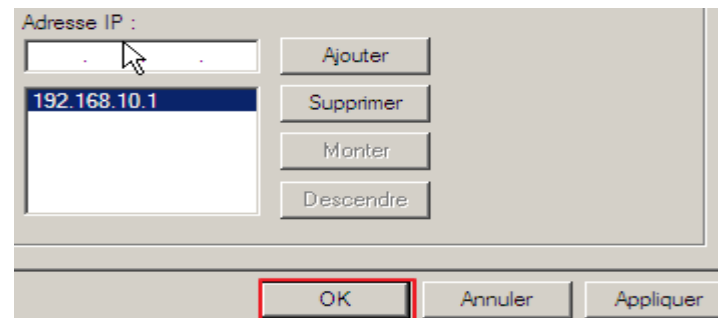 Adresse IP :
. . .
Ajouter
192.168.10.1
Supprimer
Monter
Descendre
OK
Annuler
Appliquer